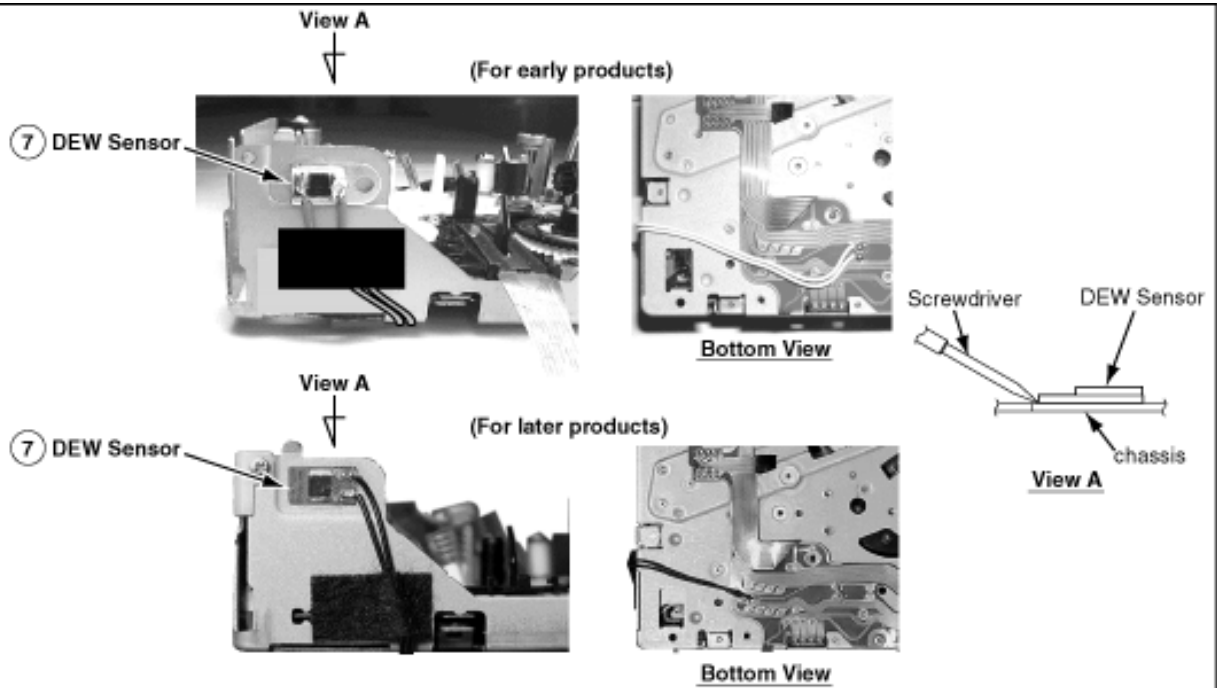 View A
(For early products)
7 DEW Sensor
Bottom View
Screwdriver
DEW Sensor
chassis
View A
View A
(For later products)
7 DEW Sensor
Bottom View